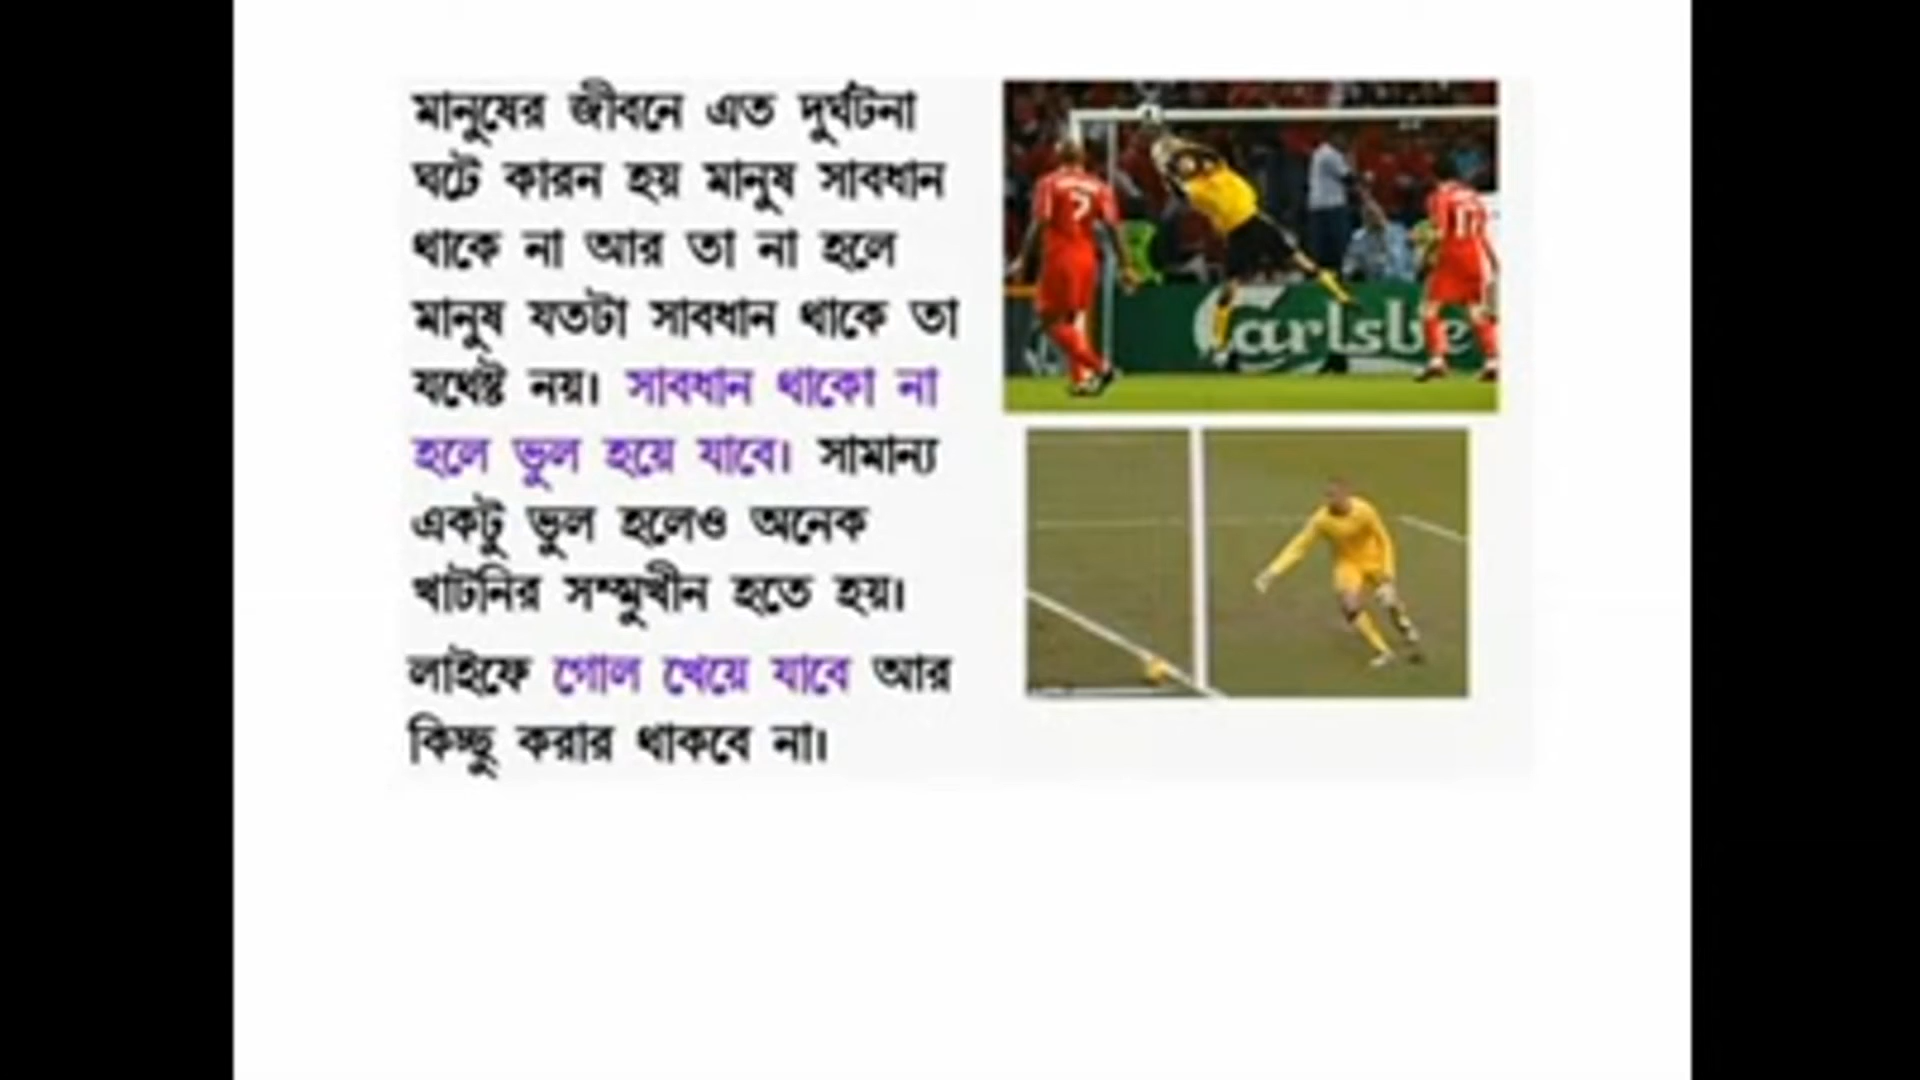 মানুষের জীবনে এত দুর্ঘটনা
ঘটে কারন হয় মানুষ সাবধান
থাকে না আর তা না হলে
মানুষ যতটা সাবধান থাকে তা
যথেষ্ট নয়। সাবধান থাকো না
হলে ভুল হয়ে যাবে। সামান্য
একটু ভুল হলেও অনেক
খাটনির সম্মুখীন হতে হয়।
লাইফে গোল খেয়ে যাবে আর
কিচ্ছু করার থাকবে না।
7
Carlsbe